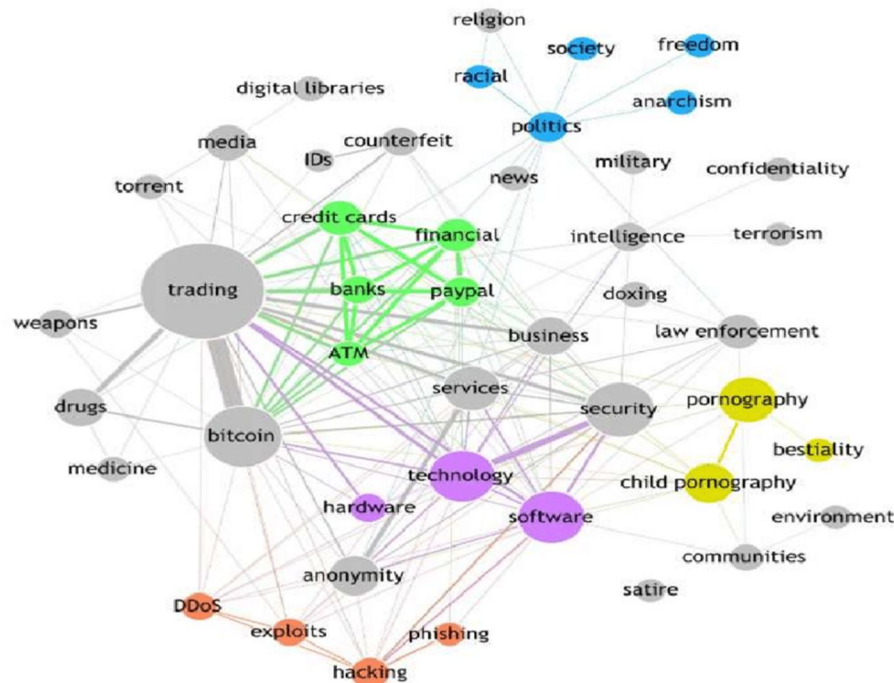 religion
society
freedom
racial
digital libraries
anarchism
politics
media
counterfeit
IDs
military
confidentiality
torrent
news
credit cards
financial
intelligence
terrorism
trading
banks
paypal
doxing
weapons
business
law enforcement
ATM
services
pornography
drugs
security
bitcoin
bestiality
medicine
technology
child pornography
hardware
software
environment
communities
anonymity
satire
DDoS
exploits
phishing
hacking